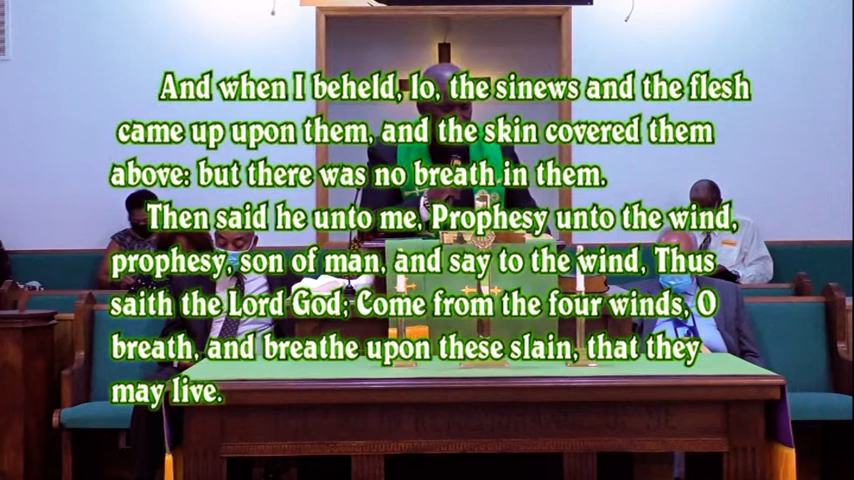 And when I beheld, lo, the sinews and the flesh
came up upon them, and the skin covered them
above: but there was no breath in them.
Then said he unto me, Prophesy unto the wind,
prophesy, son of man, and say to the wind, Thus
saith the Lord God; Come from the four winds, O
breath, and breathe upon these slain, that they
may live.
REMEMBRANCE OF ME